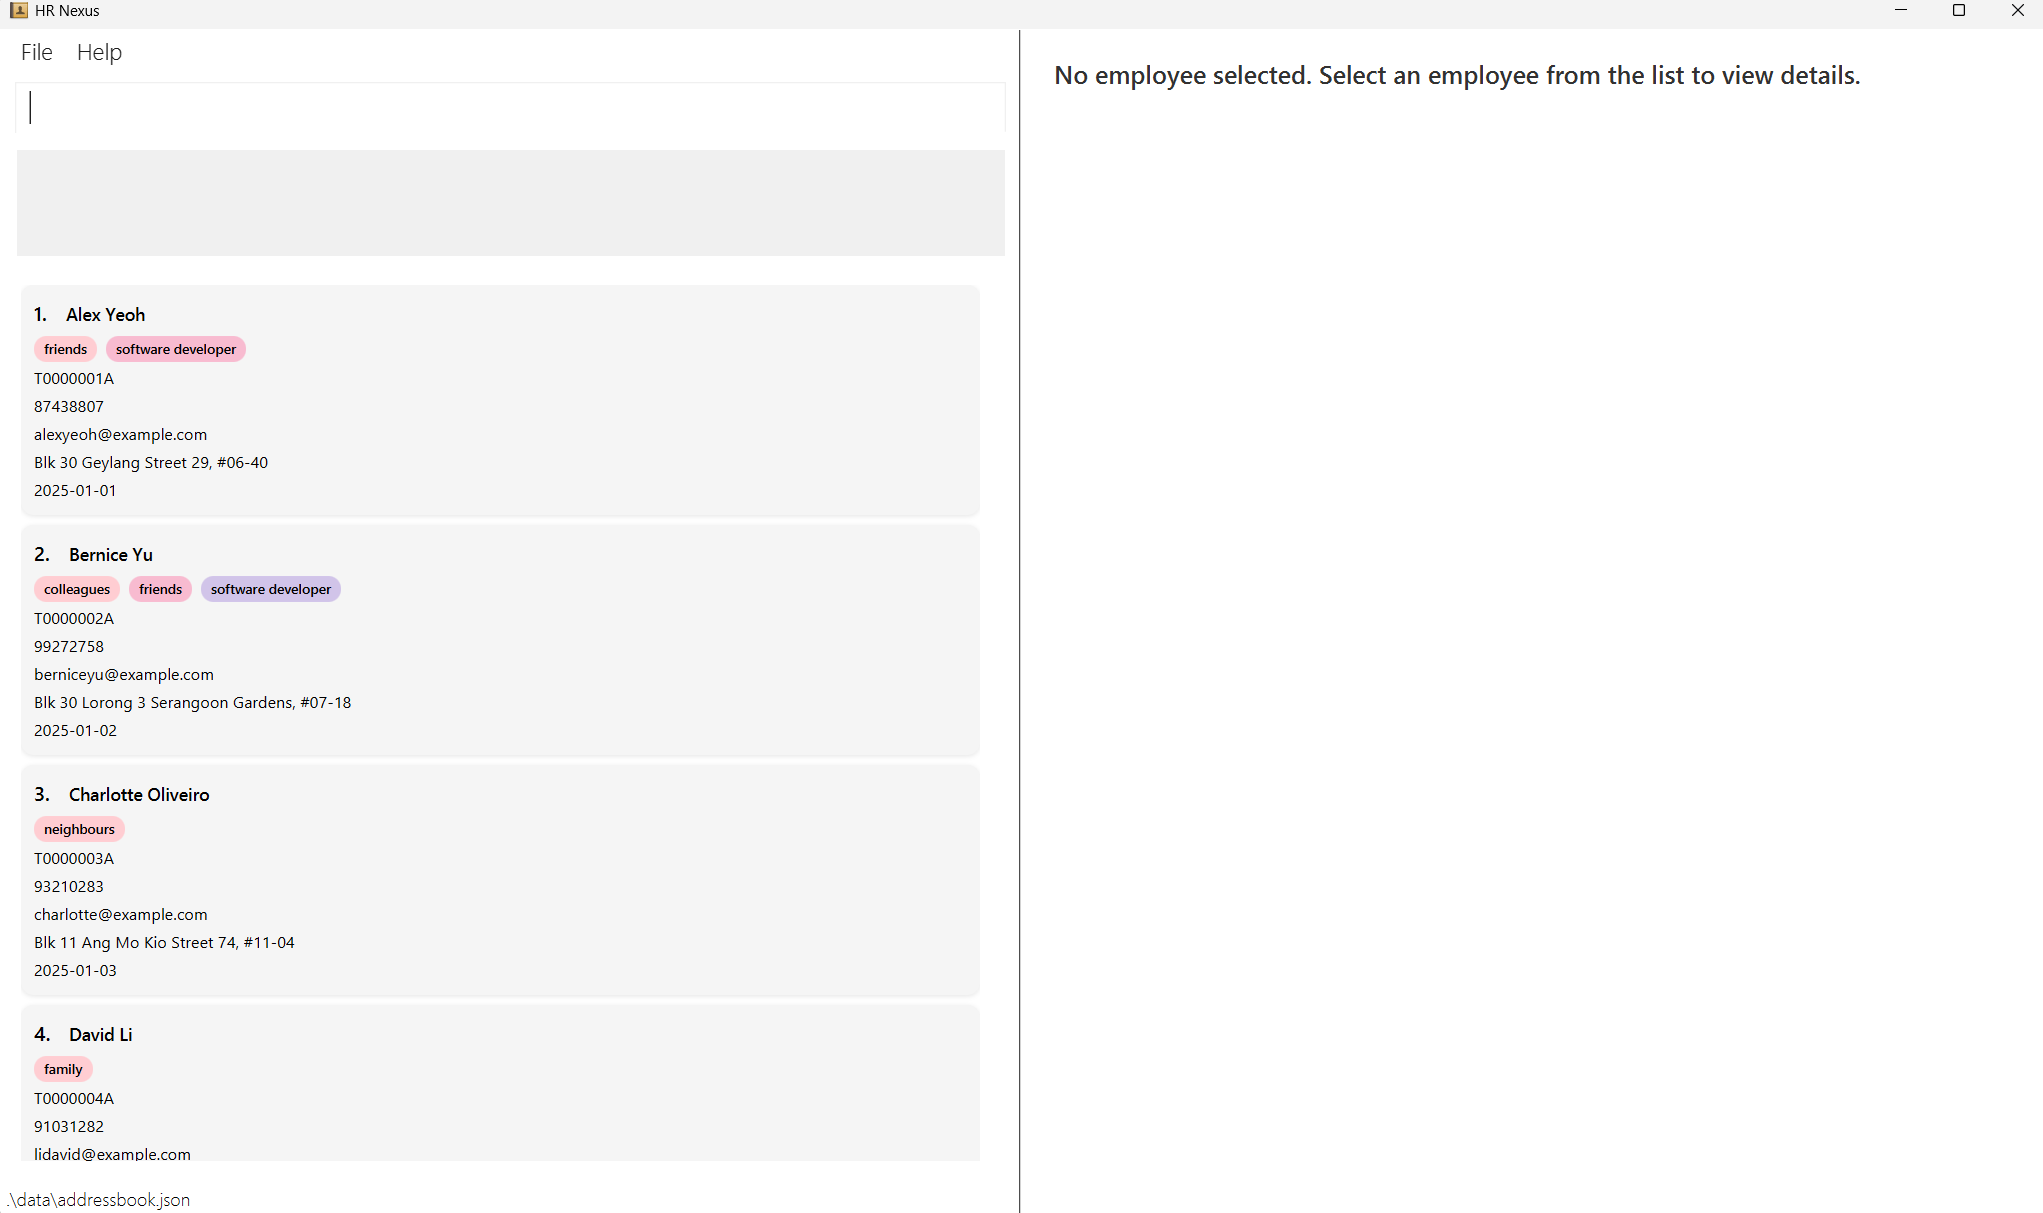 HR Nexus
File Help
No employee selected. Select an employee from the list to view details.
1. Alex Yeoh
friends software developer
T0000001A
87438807
alexyeoh@example.com
Blk 30 Geylang Street 29, #06-40
2025-01-01
2. Bernice Yu
colleagues friends software developer
T0000002A
99272758
berniceyu@example.com
Blk 30 Lorong 3 Serangoon Gardens, #07-18
2025-01-02
3. Charlotte Oliveiro
neighbours
T0000003A
93210283
charlotte@example.com
Blk 11 Ang Mo Kio Street 74, #11-04
2025-01-03
4. David Li
family
T0000004A
91031282
lidavid@example.com
.\data\addressbook.json